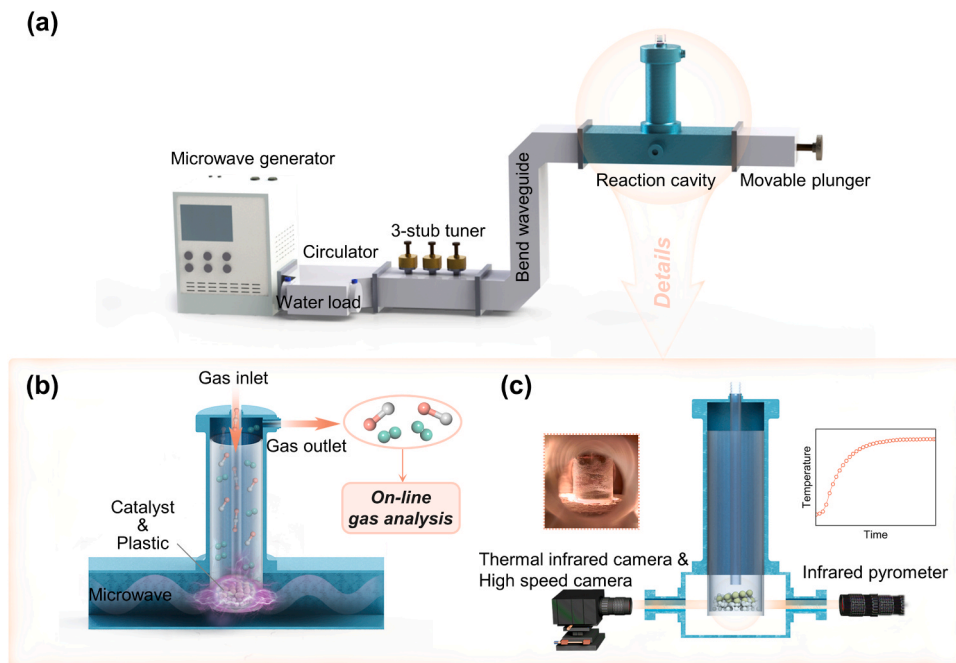 (a)
Microwave generator
Circulator
Water load
3-stub tuner
Bend waveguide
Reaction cavity
Movable plunger
Details
(b)
Gas inlet
Gas outlet
On-line
gas analysis
Catalyst
&
Plastic
Microwave
(c)
Temperature
Time
Thermal infrared camera &
High speed camera
Infrared pyrometer